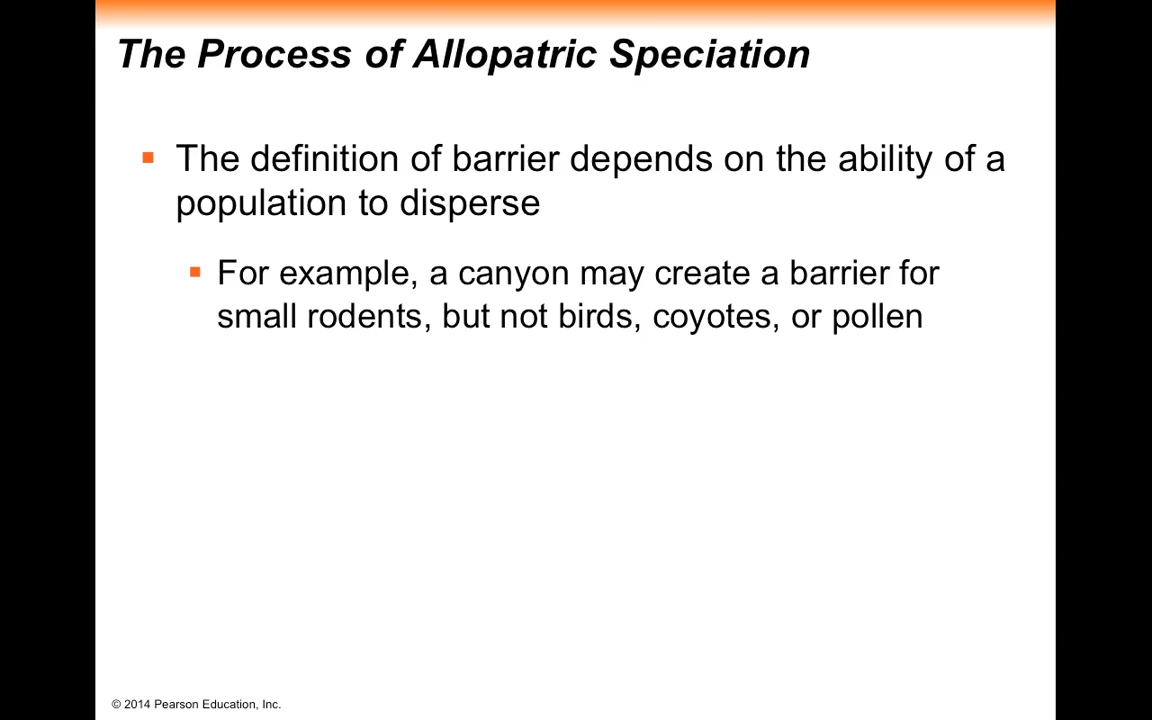 The Process of Allopatric Speciation
The definition of barrier depends on the ability of a
population to disperse
For example, a canyon may create a barrier for
small rodents, but not birds, coyotes, or pollen
© 2014 Pearson Education, Inc.